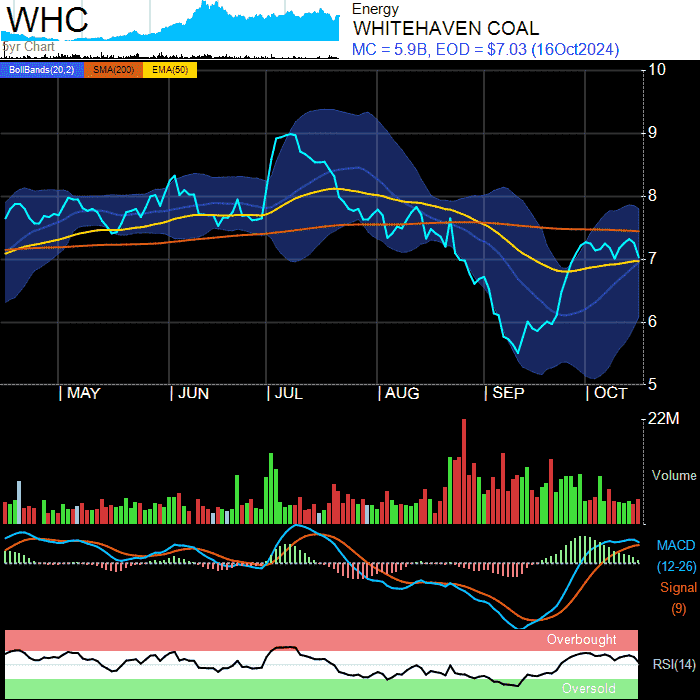 WHC
5yr Chart
Energy
WHITEHAVEN COAL
MC = 5.9B, EOD = $7.03 (16Oct2024)
BollBands(20,2) SMA(200) EMA(50)
10
9
8
7
6
5
| MAY | JUN | JUL | AUG | SEP | OCT
22M
Volume
MACD
(12-26)
Signal
(9)
Overbought
RSI(14)
Oversold